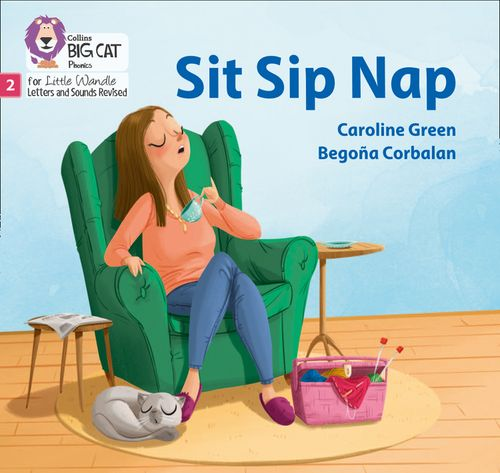 Collins
BIG CAT
Phonics
2
for Little Wandle
Letters and Sounds Revised
Sit Sip Nap
Caroline Green
Begoña Corbalan